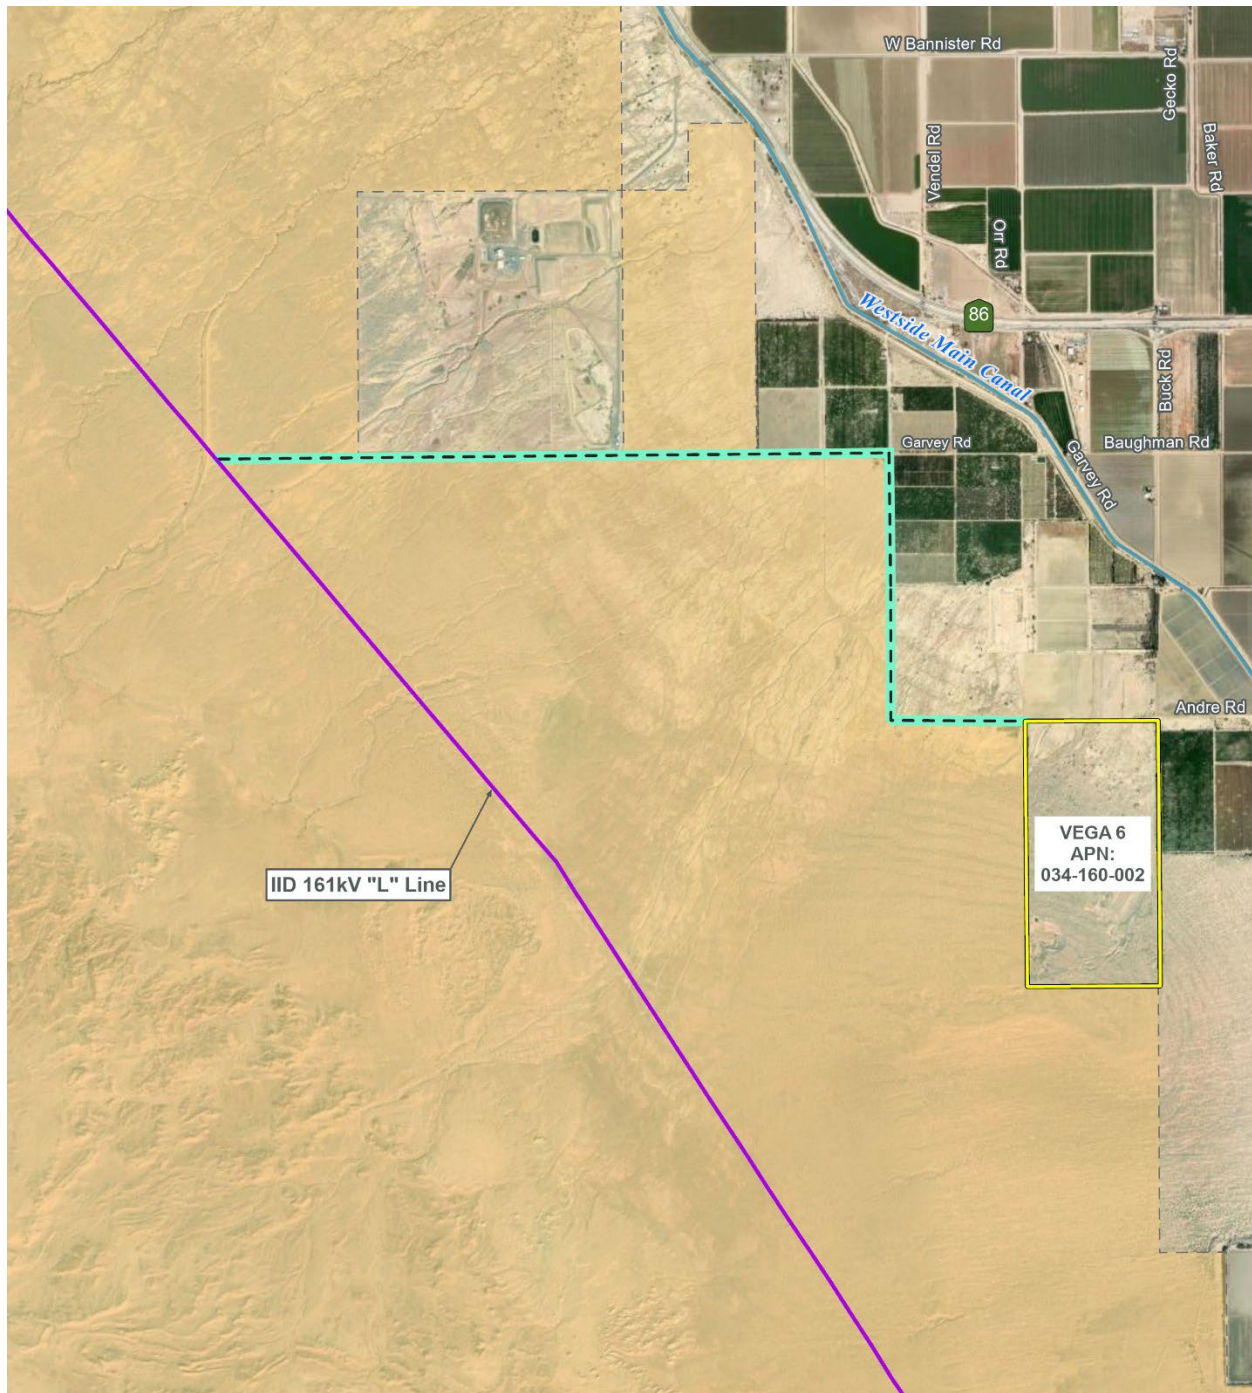 W Bannister Rd
Gecko Rd
Baker Rd
Vendel Rd
Orr Rd
86
Westside Main Canal
Buck Rd
Garvey Rd
Baughman Rd
Garvey Rd
Andre Rd
VEGA 6
APN:
034-160-002
IID 161kV "L" Line